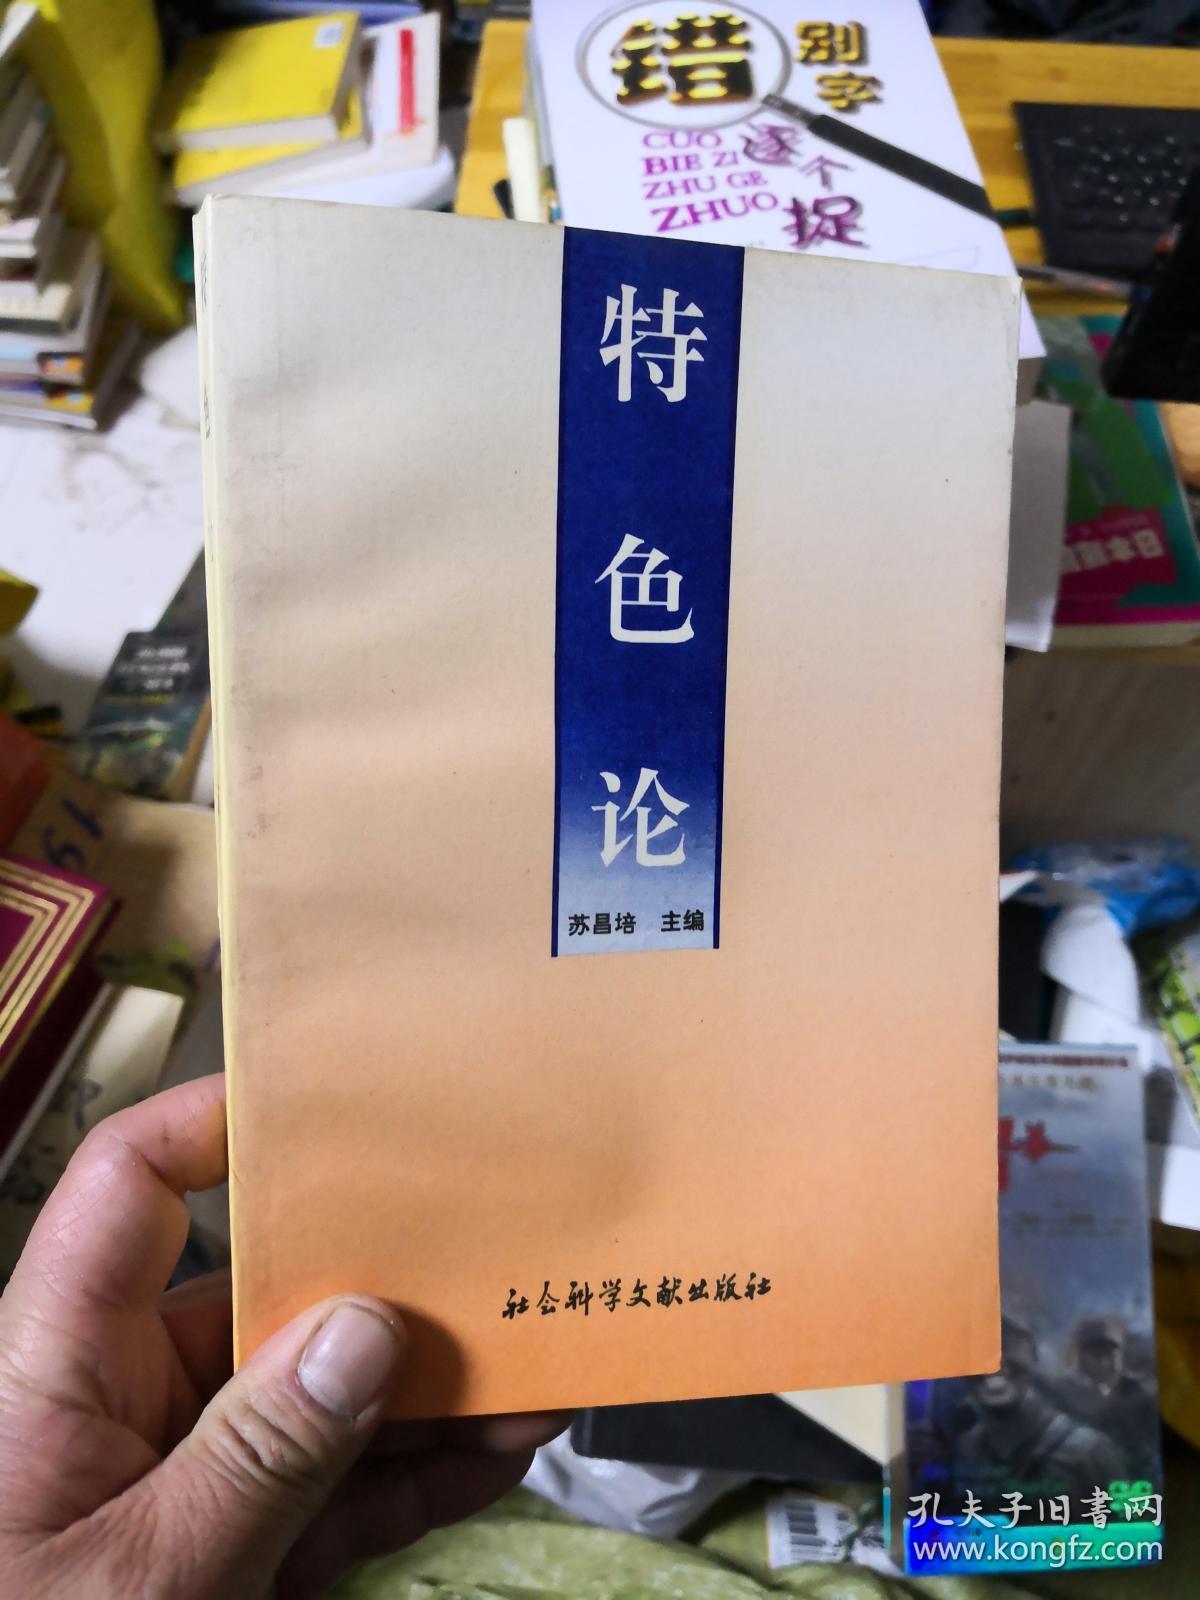 错
别
字
CUO
BIE ZI
ZHU GE
ZHUO
逐
个
捉
特
色
论
苏昌培 主编
社会科学文献出版社
日本
孔夫子旧书网
www.kongfz.com